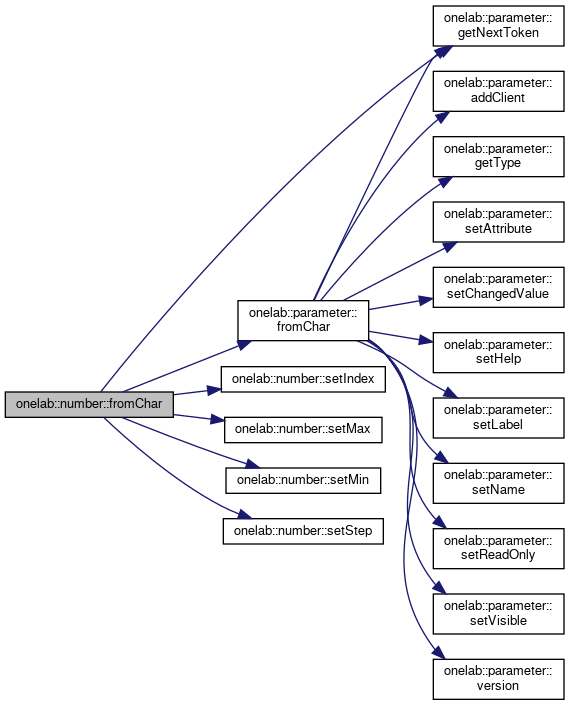 onelab::number::fromChar
onelab::parameter::
fromChar
onelab::number::setIndex
onelab::number::setMax
onelab::number::setMin
onelab::number::setStep
onelab::parameter::
getNextToken
onelab::parameter::
addClient
onelab::parameter::
getType
onelab::parameter::
setAttribute
onelab::parameter::
setChangedValue
onelab::parameter::
setHelp
onelab::parameter::
setLabel
onelab::parameter::
setName
onelab::parameter::
setReadOnly
onelab::parameter::
setVisible
onelab::parameter::
version